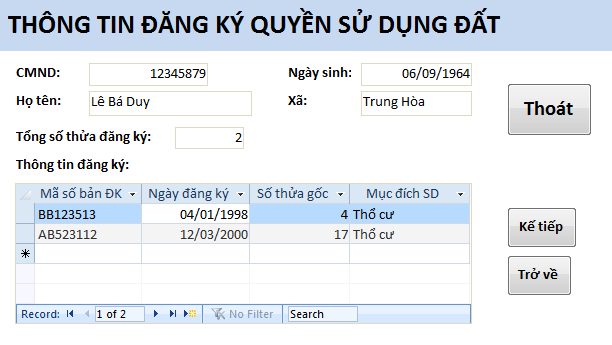 THÔNG TIN ĐĂNG KÝ QUYỀN SỬ DỤNG ĐẤT
CMND: 12345879 Ngày sinh: 06/09/1964
Họ tên: Lê Bá Duy Xã: Trung Hòa
Thoát
Tổng số thửa đăng ký: 2
Thông tin đăng ký:
Mã số bản ĐK Ngày đăng ký Số thửa gốc Mục đích SD
BB123513 04/01/1998 4 Thổ cư
AB523112 12/03/2000 17 Thổ cư
Kế tiếp
Trở về
Record: 1 of 2 No Filter Search